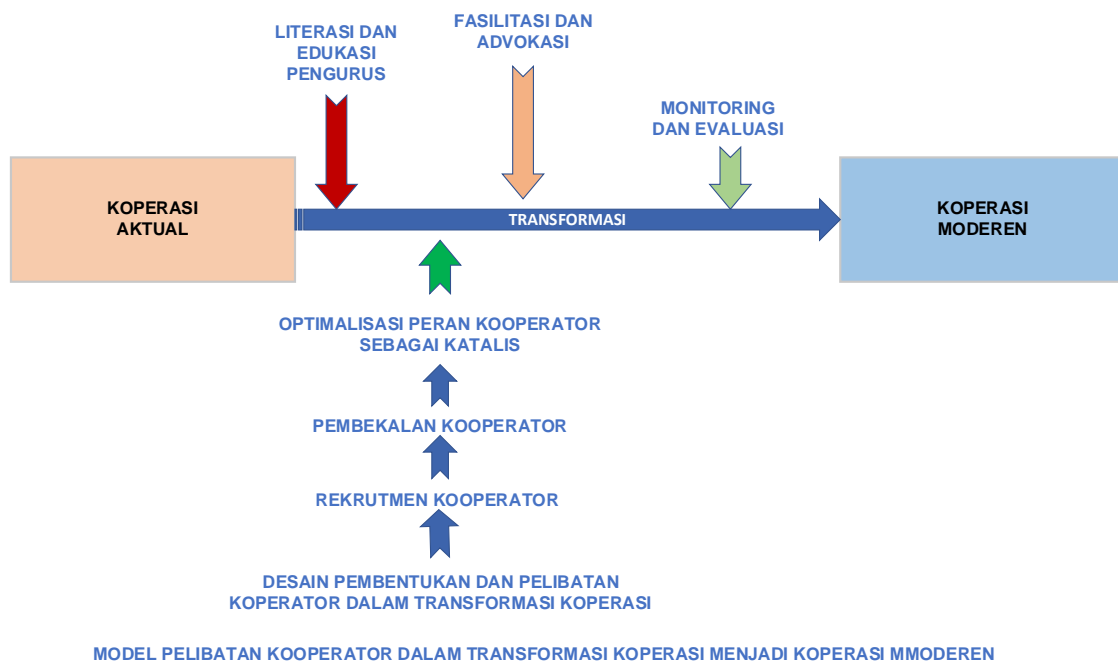 LITERASI DAN
EDUKASI
PENGURUS
FASILITASI DAN
ADVOKASI
MONITORING
DAN EVALUASI
KOPERASI
AKTUAL
TRANSFORMASI
KOPERASI
MODEREN
OPTIMALISASI PERAN KOOPERATOR
SEBAGAI KATALIS
PEMBEKALAN KOOPERATOR
REKRUTMEN KOOPERATOR
DESAIN PEMBENTUKAN DAN PELIBATAN
KOPERATOR DALAM TRANSFORMASI KOPERASI
MODEL PELIBATAN KOOPERATOR DALAM TRANSFORMASI KOPERASI MENJADI KOPERASI MMODEREN